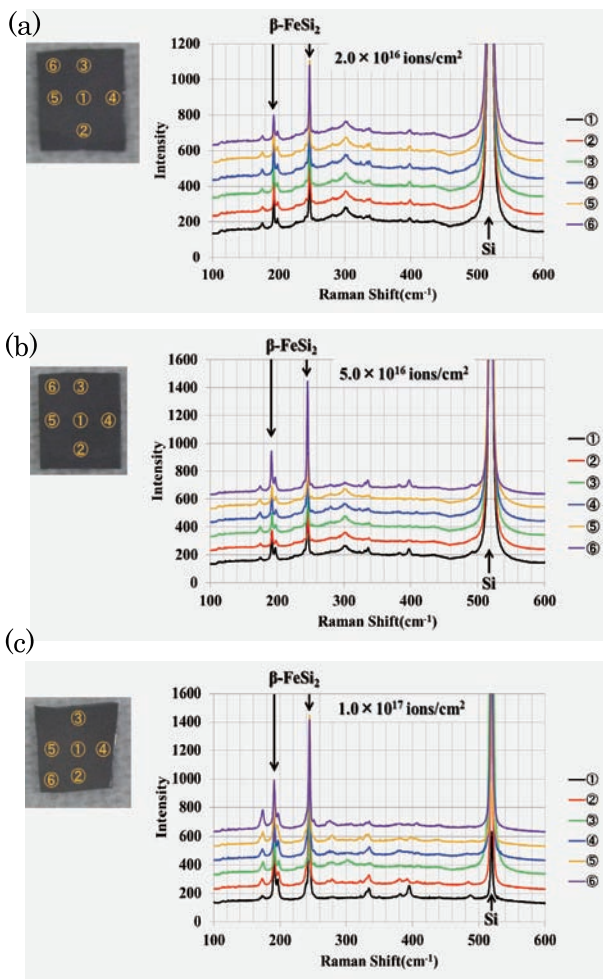 (a)
β-FeSi₂
2.0 × 10¹⁶ ions/cm²
⑥ ③
⑤ ① ④
②
Intensity
1200
1000
800
600
400
200
0
100 200 300 400 500 600
Raman Shift(cm⁻¹)
Si
①
②
③
④
⑤
⑥
(b)
β-FeSi₂
5.0 × 10¹⁶ ions/cm²
⑥ ③
⑤ ① ④
②
Intensity
1600
1400
1200
1000
800
600
400
200
0
100 200 300 400 500 600
Raman Shift(cm⁻¹)
Si
①
②
③
④
⑤
⑥
(c)
β-FeSi₂
1.0 × 10¹⁷ ions/cm²
③
⑤ ① ④
⑥ ②
Intensity
1600
1400
1200
1000
800
600
400
200
0
100 200 300 400 500 600
Raman Shift(cm⁻¹)
Si
①
②
③
④
⑤
⑥